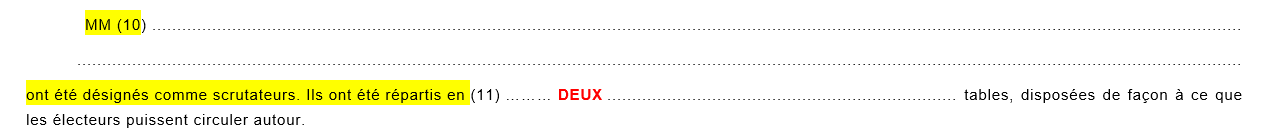 MM (10) ..........................................................................................................................................................................................................................
..........................................................................................................................................................................................................................................
ont été désignés comme scrutateurs. Ils ont été répartis en (11) ……… DEUX ...................................................................... tables, disposées de façon à ce que
les électeurs puissent circuler autour.